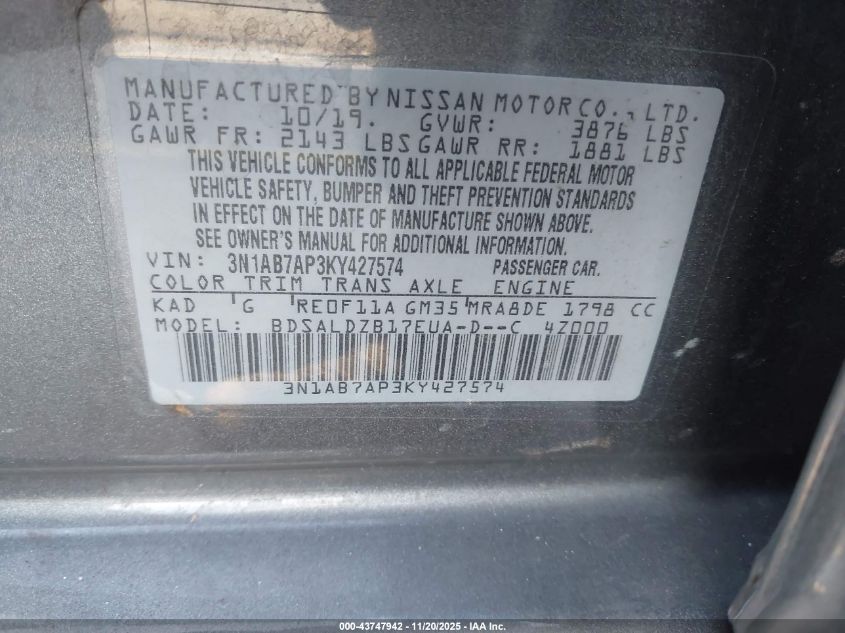 MANUFACTURED BY NISSAN MOTOR CO., LTD.
DATE: 10/19. GVWR: 3876 LBS
GAWR FR: 2143 LBS GAWR RR: 1881 LBS
THIS VEHICLE CONFORMS TO ALL APPLICABLE FEDERAL MOTOR
VEHICLE SAFETY, BUMPER AND THEFT PREVENTION STANDARDS
IN EFFECT ON THE DATE OF MANUFACTURE SHOWN ABOVE.
SEE OWNER'S MANUAL FOR ADDITIONAL INFORMATION.
VIN: 3N1AB7AP3KY427574 PASSENGER CAR.
COLOR TRIM TRANS AXLE ENGINE
KAD 'G 'RE0F11A GM35'MRA8DE 1798 CC
MODEL: BDSALDZB17EUA-D--C 4Z000
3N1AB7AP3KY427574
000-43747942 - 11/20/2025 - IAA Inc.